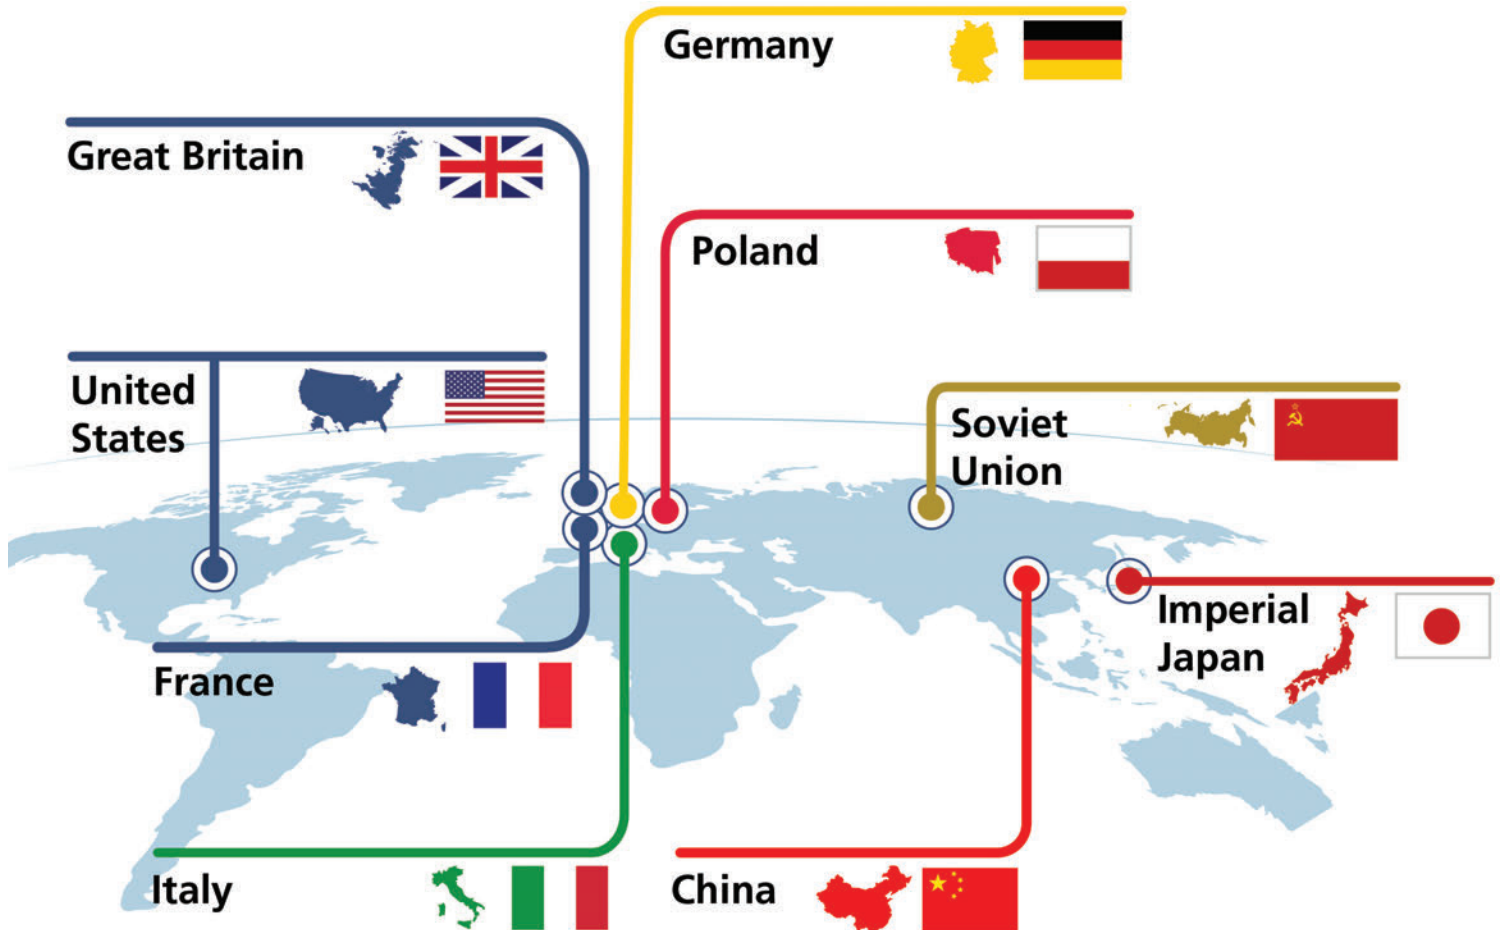 Germany
Great Britain
Poland
United
States
Soviet
Union
Imperial
Japan
France
Italy
China